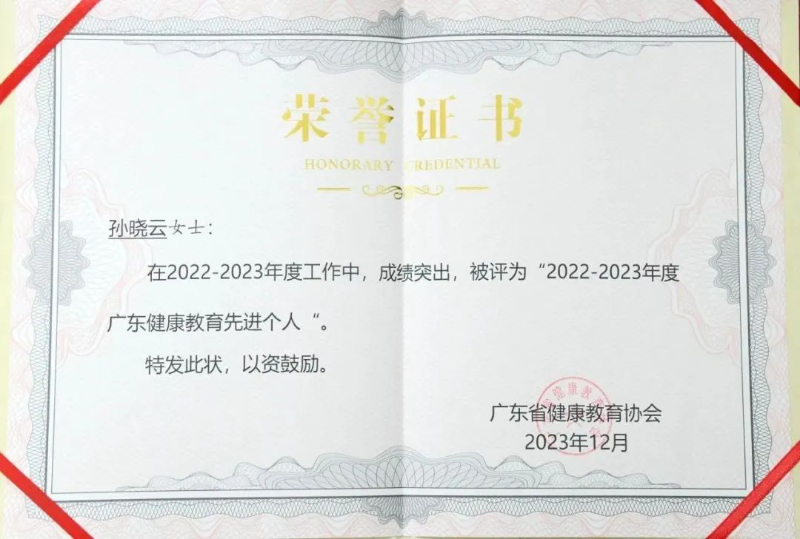 荣誉证书
HONORARY CREDENTIAL
孙晓云女士：
在2022-2023年度工作中，成绩突出，被评为“2022-2023年度
广东健康教育先进个人“。
特发此状，以资鼓励。
广东省健康教育协会
2023年12月